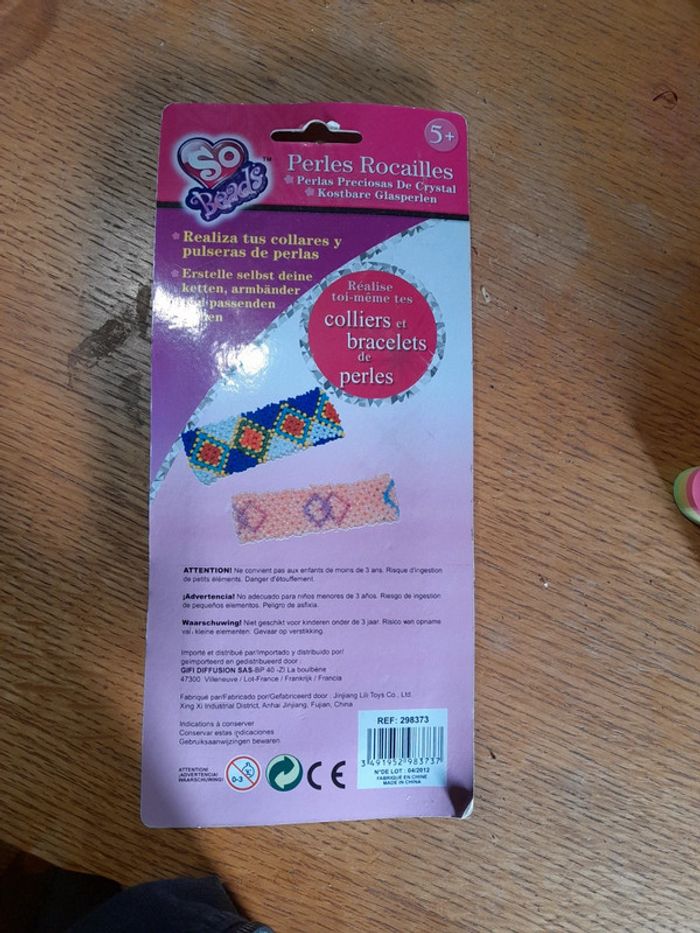 So
Beads™
5+
Perles Rocailles
Perlas Preciosas De Crystal
Kostbare Glasperlen
Realiza tus collares y
pulseras de perlas
Erstelle selbst deine
ketten, armbänder
passenden
Réalise
toi-même tes
colliers et
bracelets
de
perles
ATTENTION! Ne convient pas aux enfants de moins de 3 ans. Risque d'ingestion
de petits éléments. Danger d'étouffement.
¡Advertencia! No adecuado para niños menores de 3 años. Riesgo de ingestion
de pequeños elementos. Peligro de asfixia.
Waarschuwing! Niet geschikt voor kinderen onder de 3 jaar. Risico van opname
van kleine elementen. Gevaar op verstikking.
Importé et distribué par/Importado y distribuido por/
geïmporteerd en gedistribueerd door :
GIFI DIFFUSION SAS-BP 40 -ZI La boulbène
47300. Villeneuve / Lot-France / Frankrijk / Francia
Fabriqué par/Fabricado por/Gefabriceerd door : Jinjiang Lili Toys Co., Ltd.
Xing Xi Industrial District, Anhai Jinjiang, Fujian, China
Indications à conserver
Conservar estas indicaciones
Gebruiksaanwijzingen bewaren.
ATTENTION!
¡ADVERTENCIA!
WAARSCHUWING!
0-3
CE
REF: 298373
3 491952 983737
N°DE LOT : 04/2012
FABRIQUE EN CHINE
MADE IN CHINA